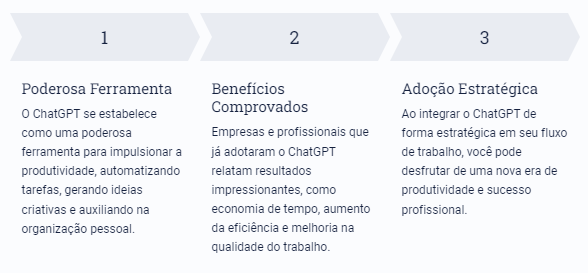 1
2
3
Poderosa Ferramenta
O ChatGPT se estabelece
como uma poderosa
ferramenta para impulsionar a
produtividade, automatizando
tarefas, gerando ideias
criativas e auxiliando na
organização pessoal.
Benefícios
Comprovados
Empresas e profissionais que
já adotaram o ChatGPT
relatam resultados
impressionantes, como
economia de tempo, aumento
da eficiência e melhoria na
qualidade do trabalho.
Adoção Estratégica
Ao integrar o ChatGPT de
forma estratégica em seu fluxo
de trabalho, você pode
desfrutar de uma nova era de
produtividade e sucesso
profissional.